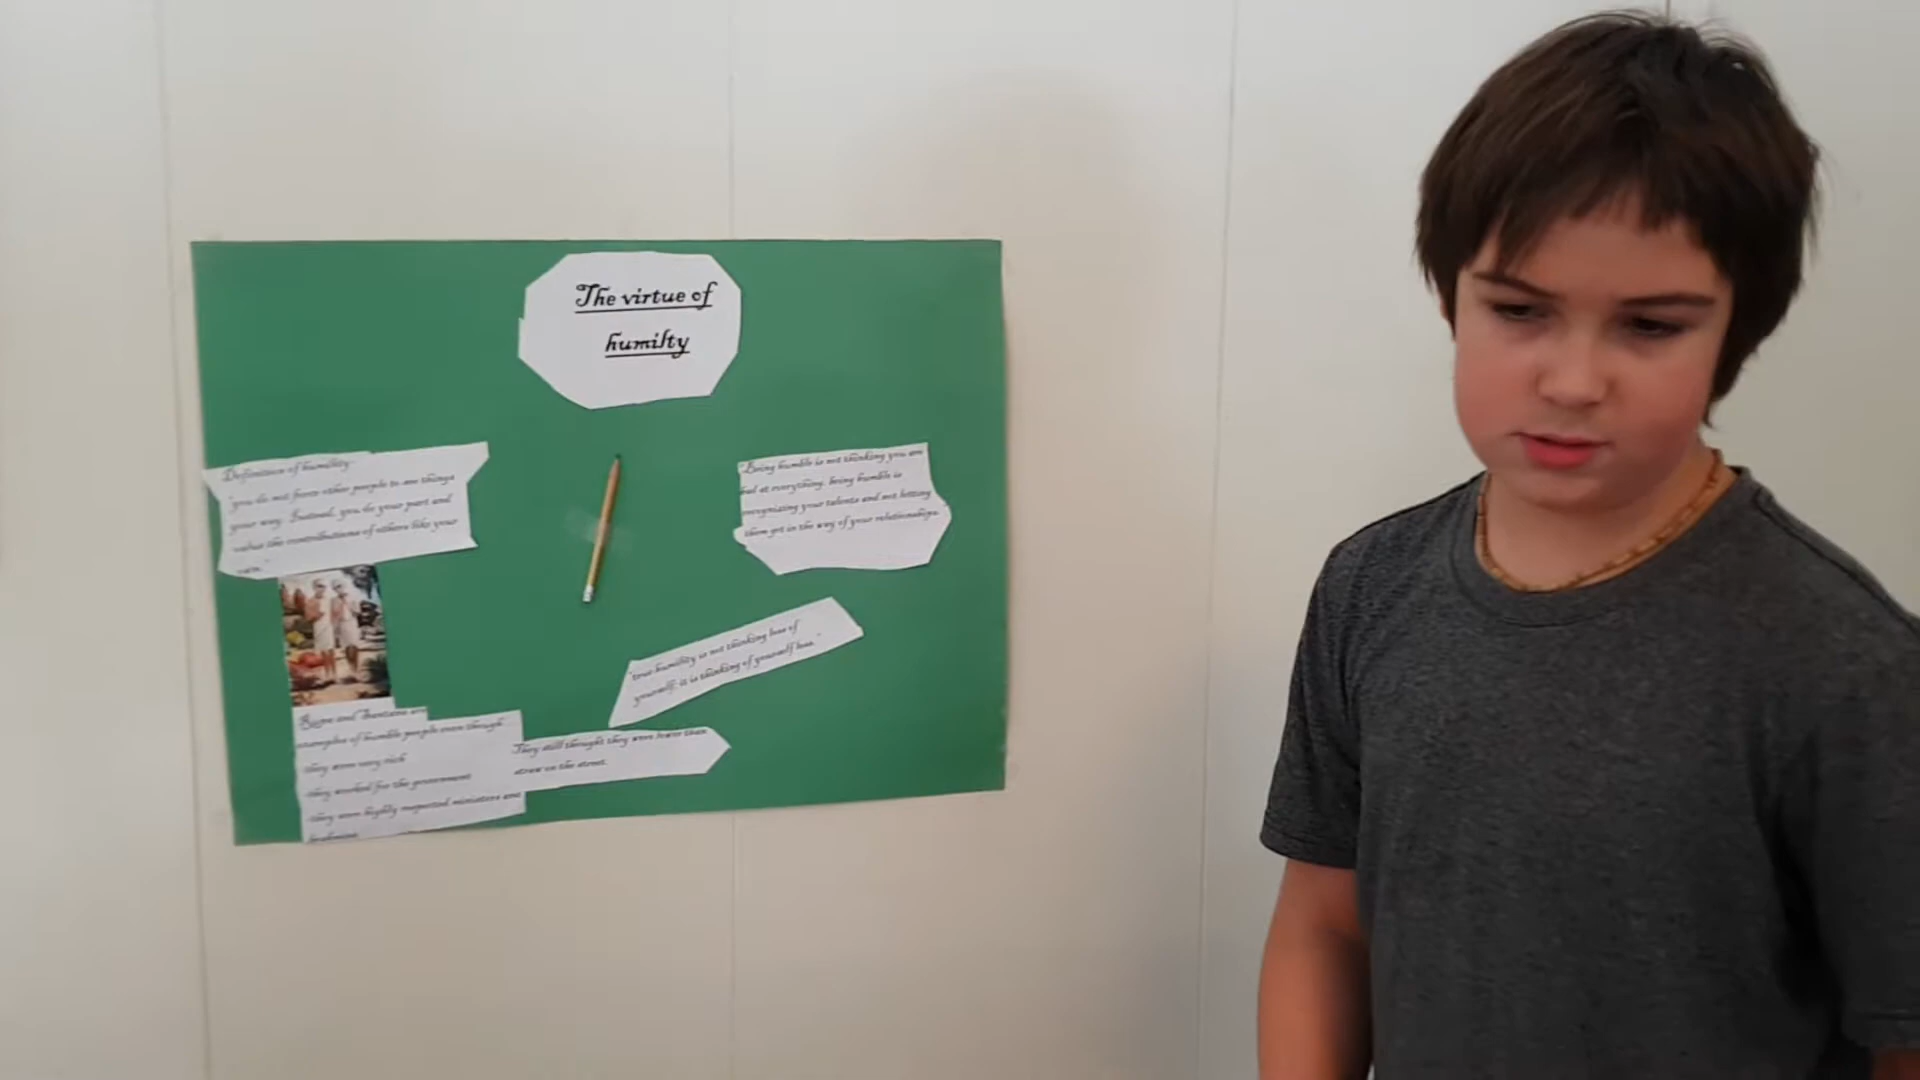 The virtue of
humilty
Definition of humility-
"you do not force other people to see things
your way. Instead, you do your part and
value the contributions of others like your
own."
"Being humble is not thinking you are
bad at everything. being humble is
recognizing your talents and not letting
them get in the way of your relationships.
"true humility is not thinking less of
yourself; it is thinking of yourself less."
and are
examples of humble people even though
they were very rich
they worked for the government
they were highly respected ministers and
They still thought they were lower than
straw on the street.